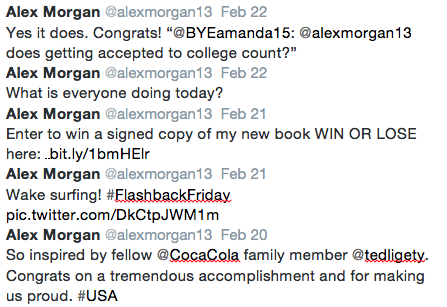 Alex Morgan @alexmorgan13 Feb 22
Yes it does. Congrats! “@BYEamanda15: @alexmorgan13
does getting accepted to college count?”
Alex Morgan @alexmorgan13 Feb 22
What is everyone doing today?
Alex Morgan @alexmorgan13 Feb 21
Enter to win a signed copy of my new book WIN OR LOSE
here: ..bit.ly/1bmHElr
Alex Morgan @alexmorgan13 Feb 21
Wake surfing! #FlashbackFriday
pic.twitter.com/DkCtpJWM1m
Alex Morgan @alexmorgan13 Feb 20
So inspired by fellow @CocaCola family member @tedligety.
Congrats on a tremendous accomplishment and for making
us proud. #USA